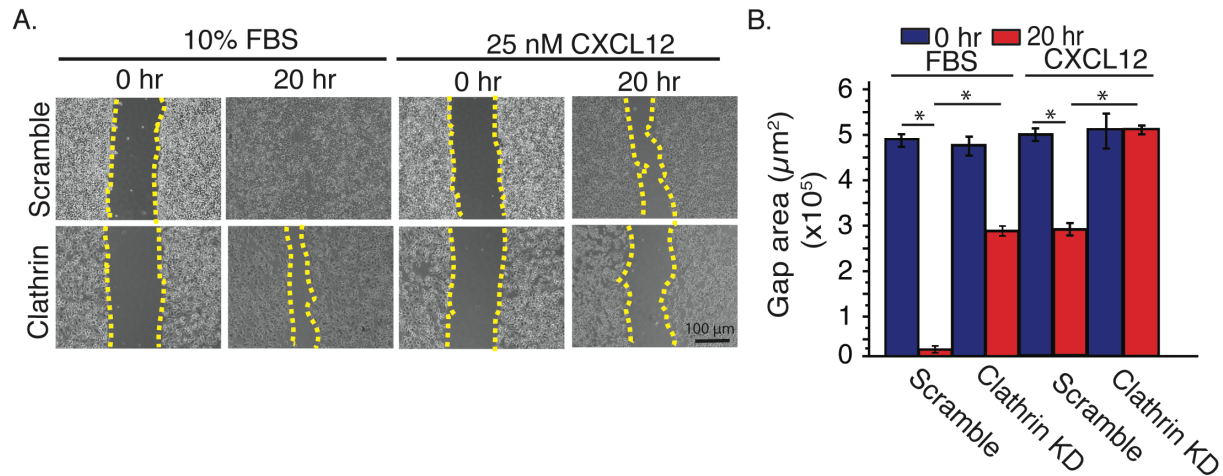 A.
10% FBS
25 nM CXCL12
0 hr
20 hr
0 hr
20 hr
Scramble
Clathrin
100 µm
B.
0 hr
20 hr
FBS
CXCL12
*
*
*
*
Gap area (µm²)
(x10⁵)
6
5
4
3
2
1
0
Scramble
Clathrin KD
Scramble
Clathrin KD